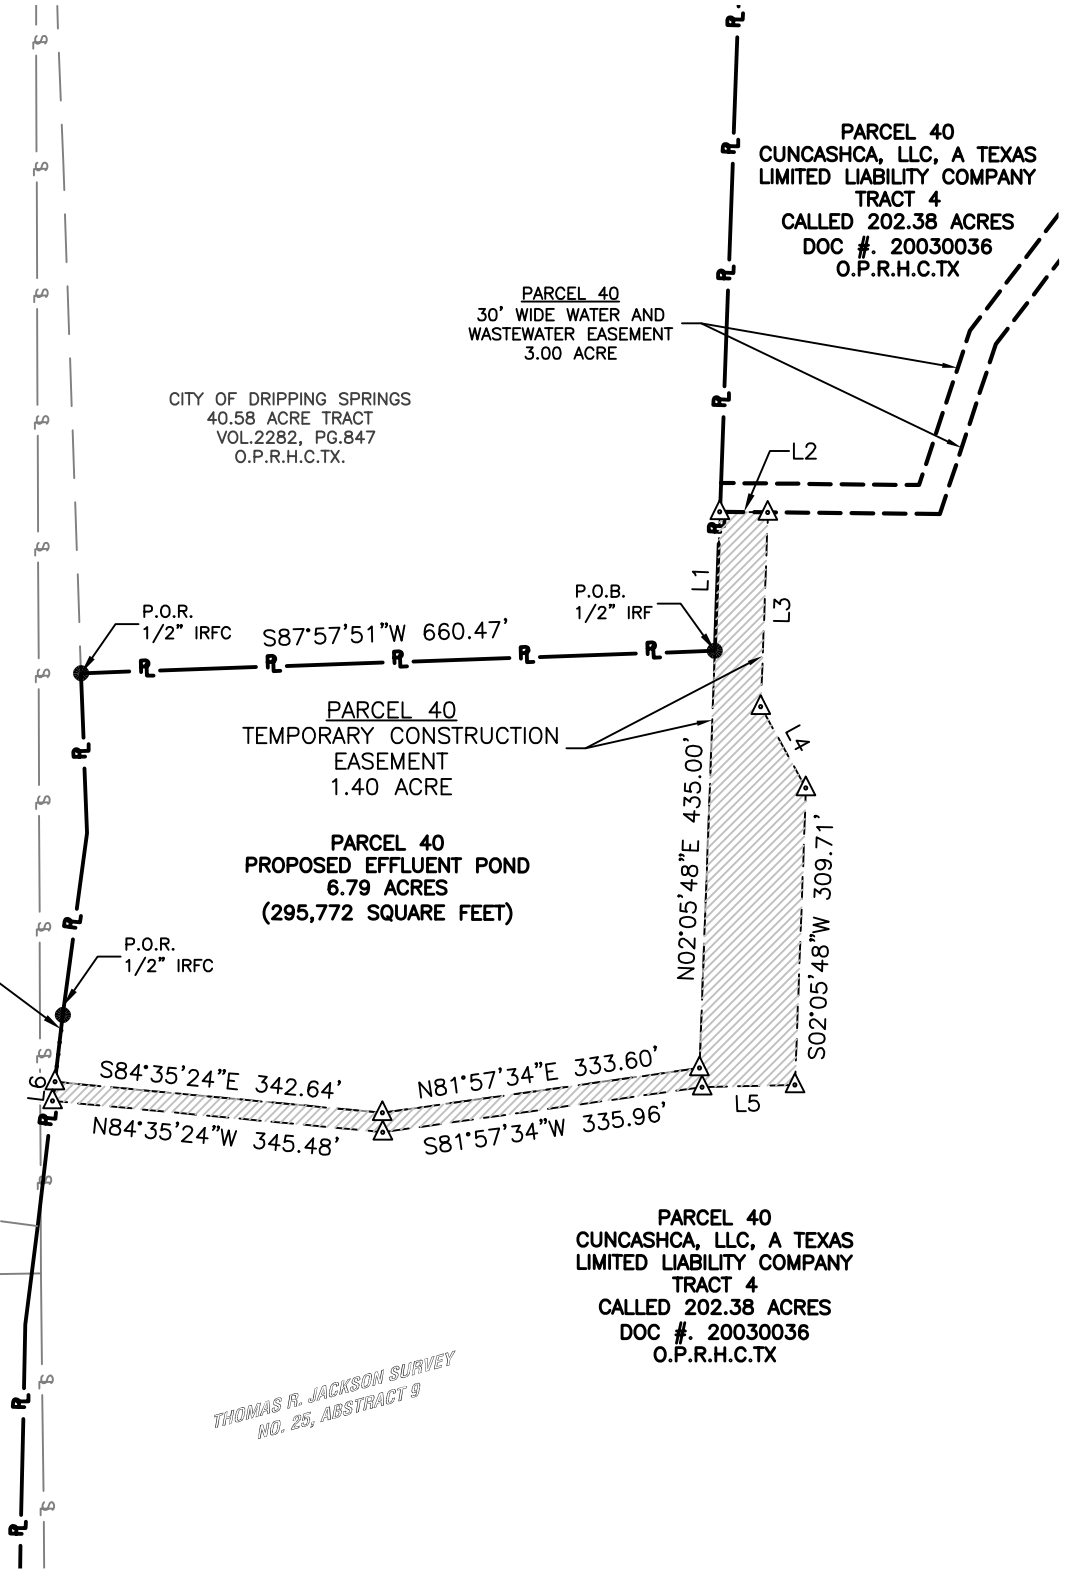 PARCEL 40
CUNCASHCA, LLC, A TEXAS
LIMITED LIABILITY COMPANY
TRACT 4
CALLED 202.38 ACRES
DOC #. 20030036
O.P.R.H.C.TX
PARCEL 40
30' WIDE WATER AND
WASTEWATER EASEMENT
3.00 ACRE
CITY OF DRIPPING SPRINGS
40.58 ACRE TRACT
VOL.2282, PG.847
O.P.R.H.C.TX.
L2
L1
L3
P.O.B.
1/2" IRF
P.O.R.
1/2" IRFC
S87°57'51"W 660.47'
PARCEL 40
TEMPORARY CONSTRUCTION
EASEMENT
1.40 ACRE
L4
N02°05'48"E 435.00'
S02°05'48"W 309.71'
PARCEL 40
PROPOSED EFFLUENT POND
6.79 ACRES
(295,772 SQUARE FEET)
P.O.R.
1/2" IRFC
L6
S84°35'24"E 342.64'
N81°57'34"E 333.60'
N84°35'24"W 345.48'
S81°57'34"W 335.96'
L5
PARCEL 40
CUNCASHCA, LLC, A TEXAS
LIMITED LIABILITY COMPANY
TRACT 4
CALLED 202.38 ACRES
DOC #. 20030036
O.P.R.H.C.TX
THOMAS R. JACKSON SURVEY
NO. 25, ABSTRACT 9